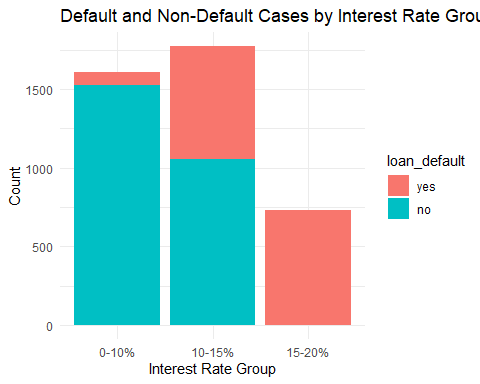 Default and Non-Default Cases by Interest Rate Grou
Count
1500
1000
500
0
0-10%
10-15%
15-20%
Interest Rate Group
loan_default
yes
no